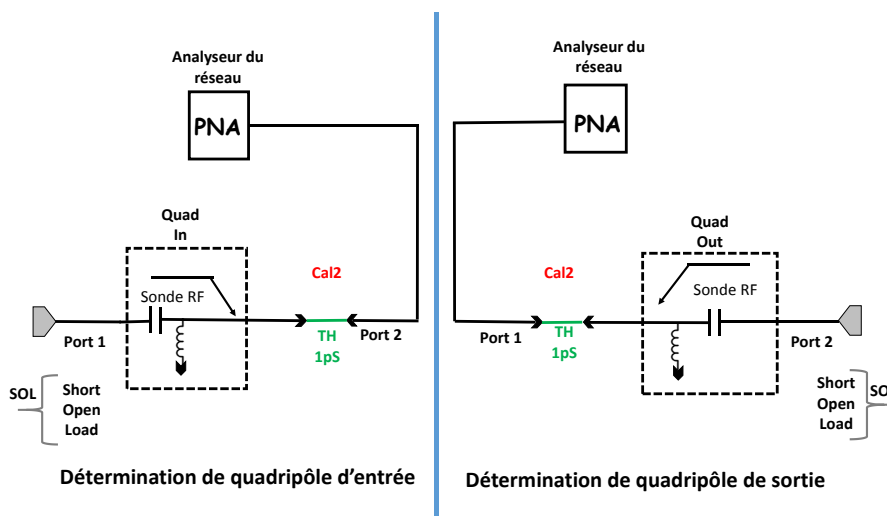 Analyseur du
réseau
PNA
Quad
In
Cal2
Sonde RF
Port 1
TH
1pS
Port 2
SOL
Short
Open
Load
Détermination de quadripôle d'entrée
Analyseur du
réseau
PNA
Quad
Out
Cal2
Sonde RF
Port 1
TH
1pS
Port 2
Short
Open
Load
SO
Détermination de quadripôle de sortie